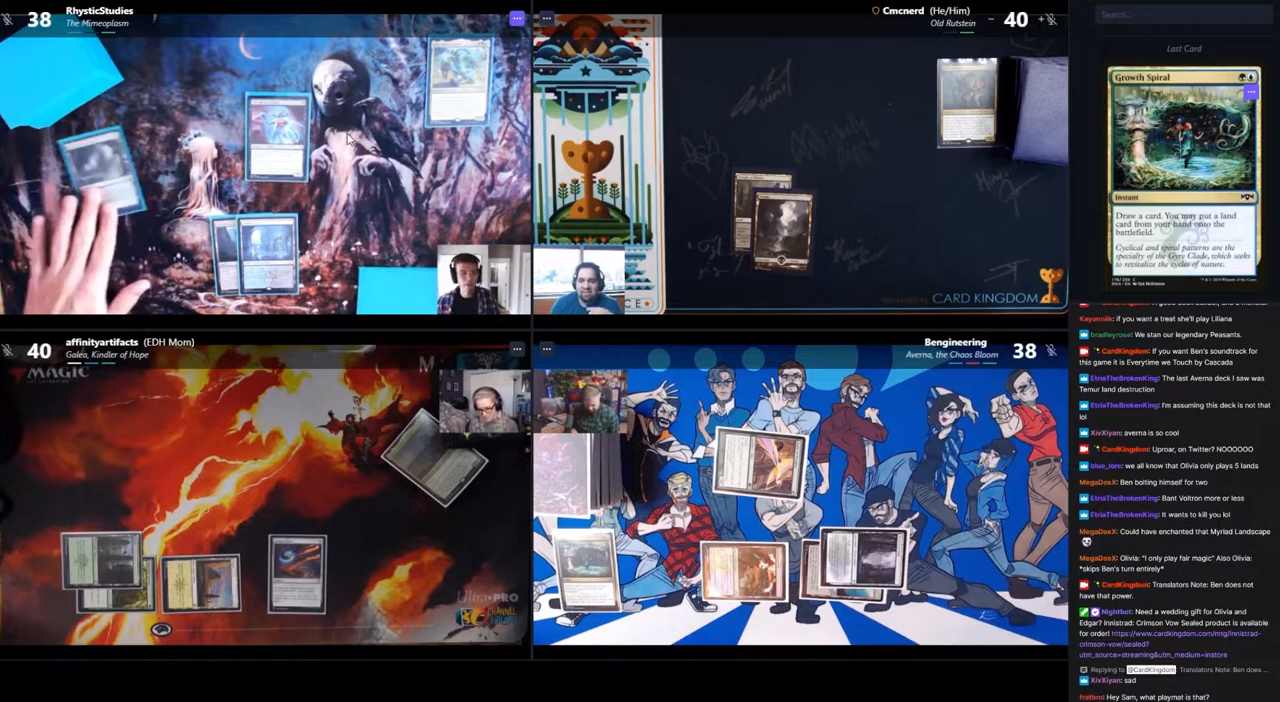 38
RhysticStudies
The Mimeoplasm
Cmcnerd (He/Him)
Old Rutstein
− 40 +
CARD KINGDOM
40
affinityartifacts (EDH Mom)
Galea, Kindler of Hope
MAGIC
Bengineering
Averna, the Chaos Bloom
38
Search...
Last Card
Growth Spiral
Instant
Draw a card. You may put a land
card from your hand onto the
battlefield.
Cyclical and spiral patterns are the
specialty of the Gyre Clade, which seeks
to revitalize the cycles of nature.
Kayonniik: if you want a treat she'll play Liliana
bradleyrose: We stan our legendary Peasants.
CardKingdom: If you want Ben's soundtrack for
this game it is Everytime we Touch by Cascada
EtriaTheBrokenKing: The last Averna deck I saw was
Temur land destruction
EtriaTheBrokenKing: I'm assuming this deck is not that
lol
XivXiyan: averna is so cool
CardKingdom: Uproar, on Twitter? NOOOOOO
blue_loro: we all know that Olivia only plays 5 lands
MegaDosX: Ben bolting himself for two
EtriaTheBrokenKing: Bant Voltron more or less
EtriaTheBrokenKing: It wants to kill you lol
MegaDosX: Could have enchanted that Myriad Landscape
MegaDosX: Olivia: "I only play fair magic" Also Olivia:
*skips Ben's turn entirely*
CardKingdom: Translators Note: Ben does not
have that power.
Nightbot: Need a wedding gift for Olivia and
Edgar? Innistrad: Crimson Vow Sealed product is available
for order! https://www.cardkingdom.com/mtg/innistrad-
crimson-vow/sealed?
utm_source=streaming&utm_medium=instore
Replying to @CardKingdom: Translators Note: Ben does ...
XivXiyan: sad
fratbro: Hey Sam, what playmat is that?